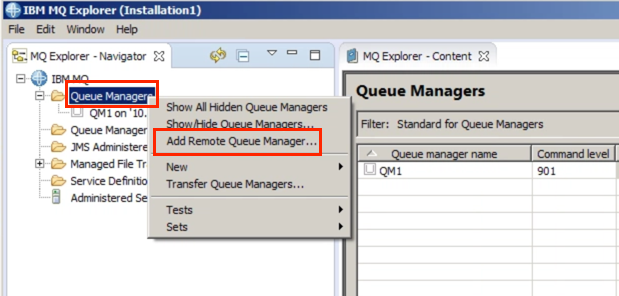 IBM MQ Explorer (Installation1)
File Edit Window Help
MQ Explorer - Navigator
IBM MQ
Queue Managers
QM1 on '10.
Queue Manager
JMS Administere
Managed File Tr
Service Definitio
Administered Se
Show All Hidden Queue Managers
Show/Hide Queue Managers...
Add Remote Queue Manager...
New
Transfer Queue Managers...
Tests
Sets
MQ Explorer - Content
Queue Managers
Filter: Standard for Queue Managers
Queue manager name Command level
QM1 901